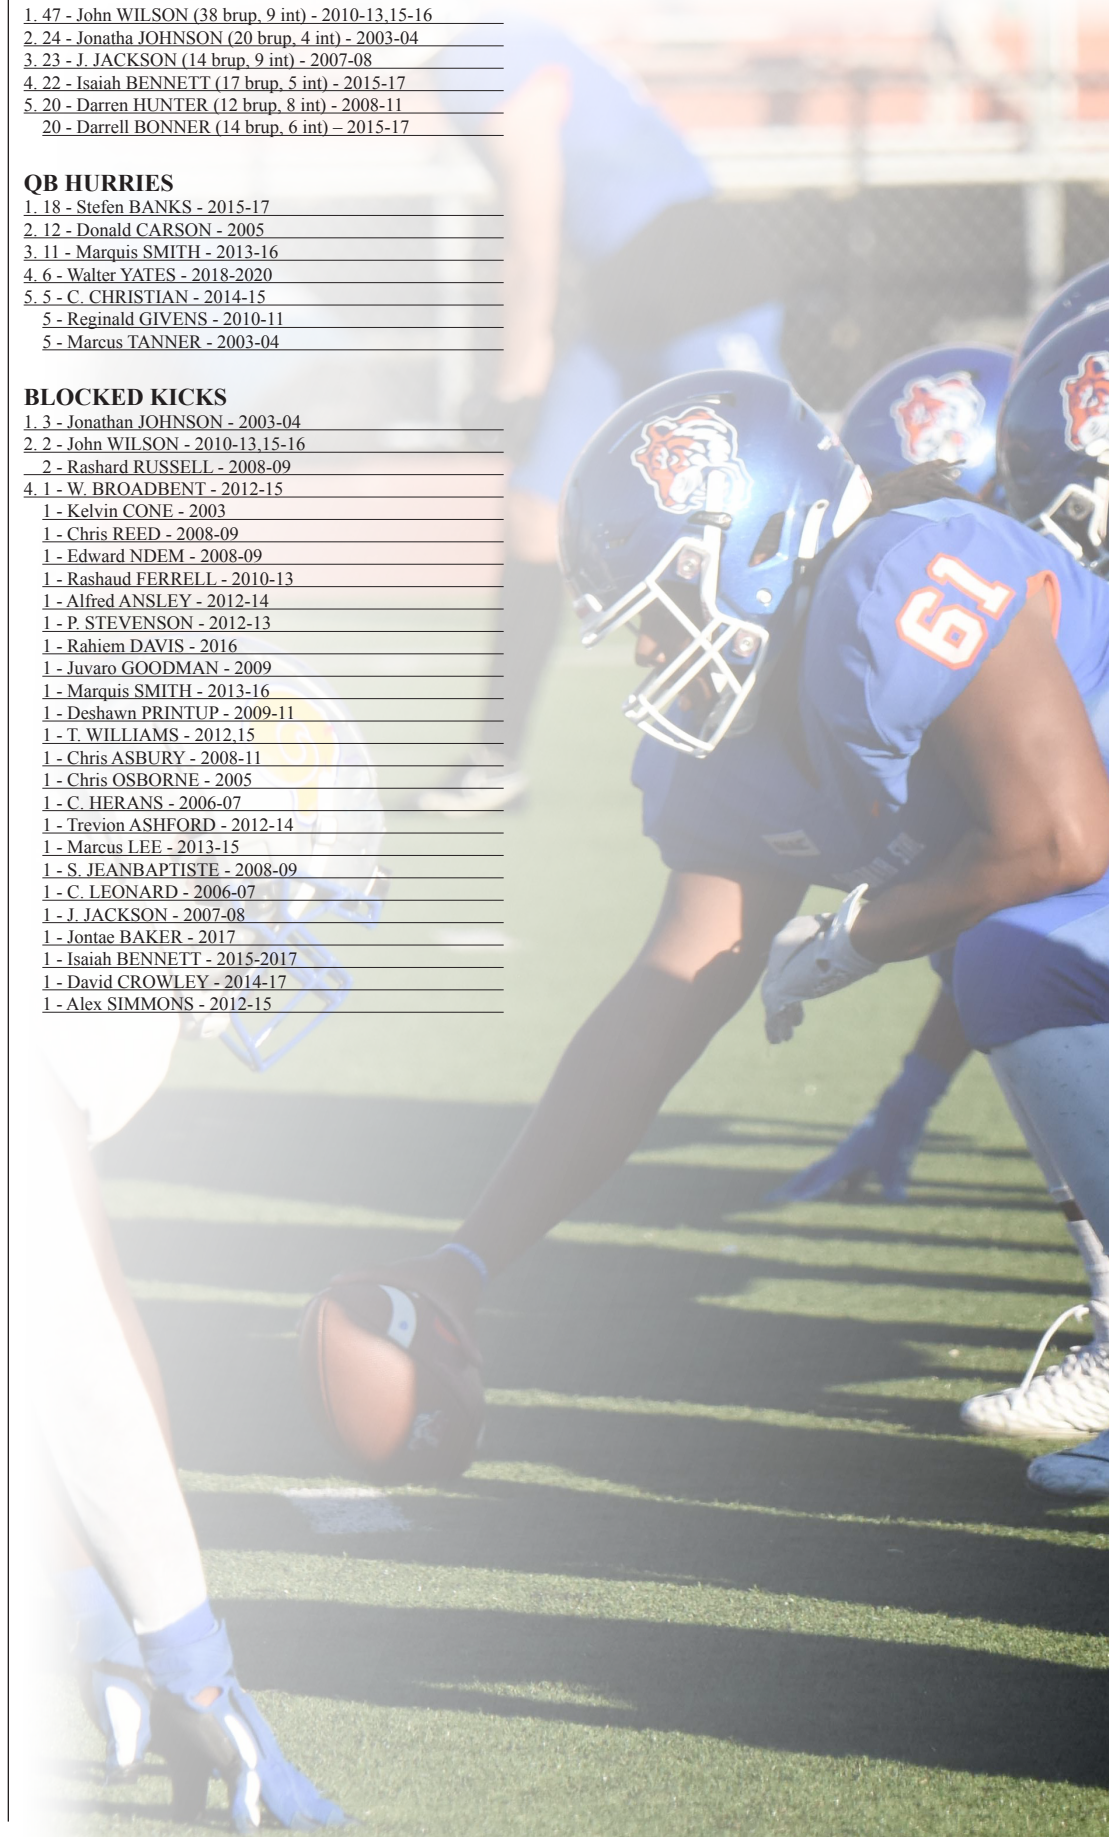 1. 47 - John WILSON (38 brup, 9 int) - 2010-13,15-16
2. 24 - Jonatha JOHNSON (20 brup, 4 int) - 2003-04
3. 23 - J. JACKSON (14 brup, 9 int) - 2007-08
4. 22 - Isaiah BENNETT (17 brup, 5 int) - 2015-17
5. 20 - Darren HUNTER (12 brup, 8 int) - 2008-11
20 - Darrell BONNER (14 brup, 6 int) – 2015-17
QB HURRIES
1. 18 - Stefen BANKS - 2015-17
2. 12 - Donald CARSON - 2005
3. 11 - Marquis SMITH - 2013-16
4. 6 - Walter YATES - 2018-2020
5. 5 - C. CHRISTIAN - 2014-15
5 - Reginald GIVENS - 2010-11
5 - Marcus TANNER - 2003-04
BLOCKED KICKS
1. 3 - Jonathan JOHNSON - 2003-04
2. 2 - John WILSON - 2010-13,15-16
2 - Rashard RUSSELL - 2008-09
4. 1 - W. BROADBENT - 2012-15
1 - Kelvin CONE - 2003
1 - Chris REED - 2008-09
1 - Edward NDEM - 2008-09
1 - Rashaud FERRELL - 2010-13
1 - Alfred ANSLEY - 2012-14
1 - P. STEVENSON - 2012-13
1 - Rahiem DAVIS - 2016
1 - Juvaro GOODMAN - 2009
1 - Marquis SMITH - 2013-16
1 - Deshawn PRINTUP - 2009-11
1 - T. WILLIAMS - 2012,15
1 - Chris ASBURY - 2008-11
1 - Chris OSBORNE - 2005
1 - C. HERANS - 2006-07
1 - Trevion ASHFORD - 2012-14
1 - Marcus LEE - 2013-15
1 - S. JEANBAPTISTE - 2008-09
1 - C. LEONARD - 2006-07
1 - J. JACKSON - 2007-08
1 - Jontae BAKER - 2017
1 - Isaiah BENNETT - 2015-2017
1 - David CROWLEY - 2014-17
1 - Alex SIMMONS - 2012-15
61